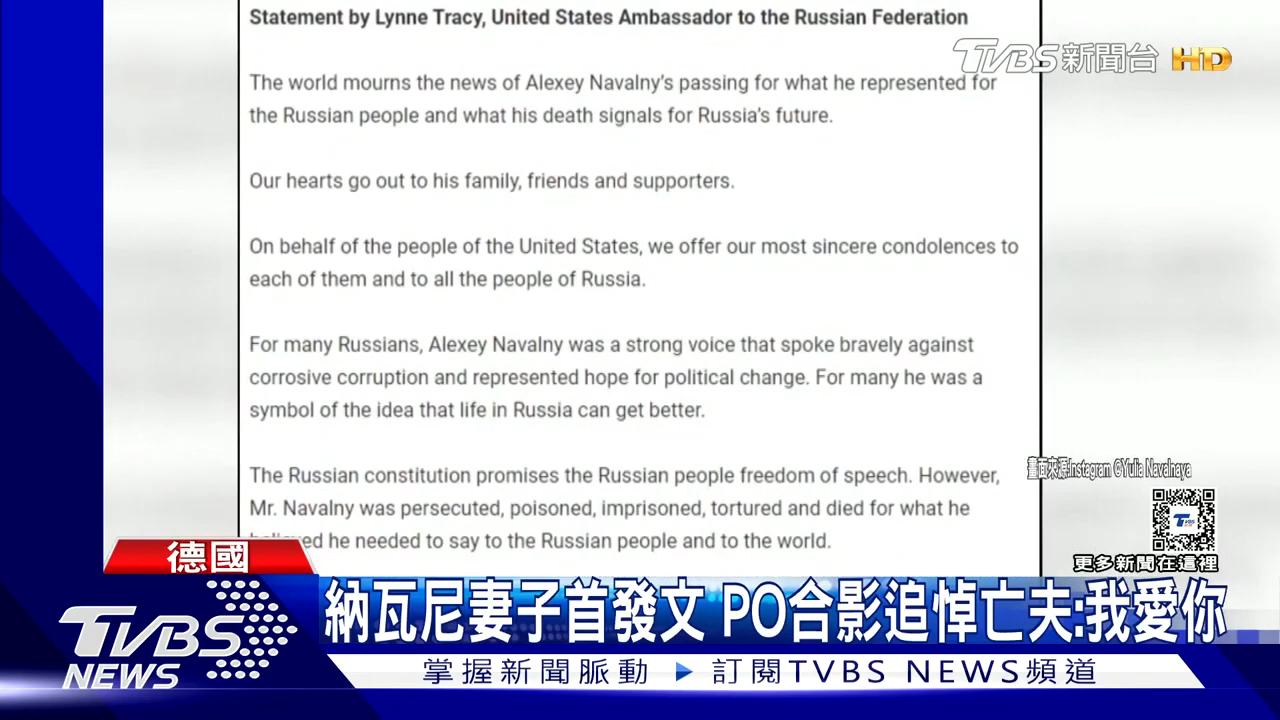 Statement by Lynne Tracy, United States Ambassador to the Russian Federation
TVBS新聞台 HD
The world mourns the news of Alexey Navalny's passing for what he represented for
the Russian people and what his death signals for Russia's future.
Our hearts go out to his family, friends and supporters.
On behalf of the people of the United States, we offer our most sincere condolences to
each of them and to all the people of Russia.
For many Russians, Alexey Navalny was a strong voice that spoke bravely against
corrosive corruption and represented hope for political change. For many he was a
symbol of the idea that life in Russia can get better.
The Russian constitution promises the Russian people freedom of speech. However,
Mr. Navalny was persecuted, poisoned, imprisoned, tortured and died for what he
believed he needed to say to the Russian people and to the world.
畫面來源:Instagram @Yulia Navalnaya
TVBS
更多新聞在這裡
德國
納瓦尼妻子首發文 PO合影追悼亡夫:我愛你
TVBS
NEWS
掌握新聞脈動 ▶ 訂閱TVBS NEWS頻道